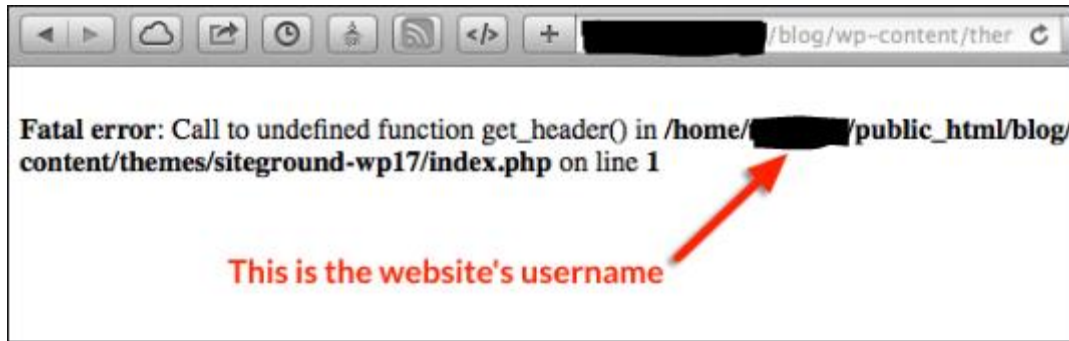 </> + /blog/wp-content/ther
Fatal error: Call to undefined function get_header() in /home/ /public_html/blog/
content/themes/siteground-wp17/index.php on line 1
This is the website's username